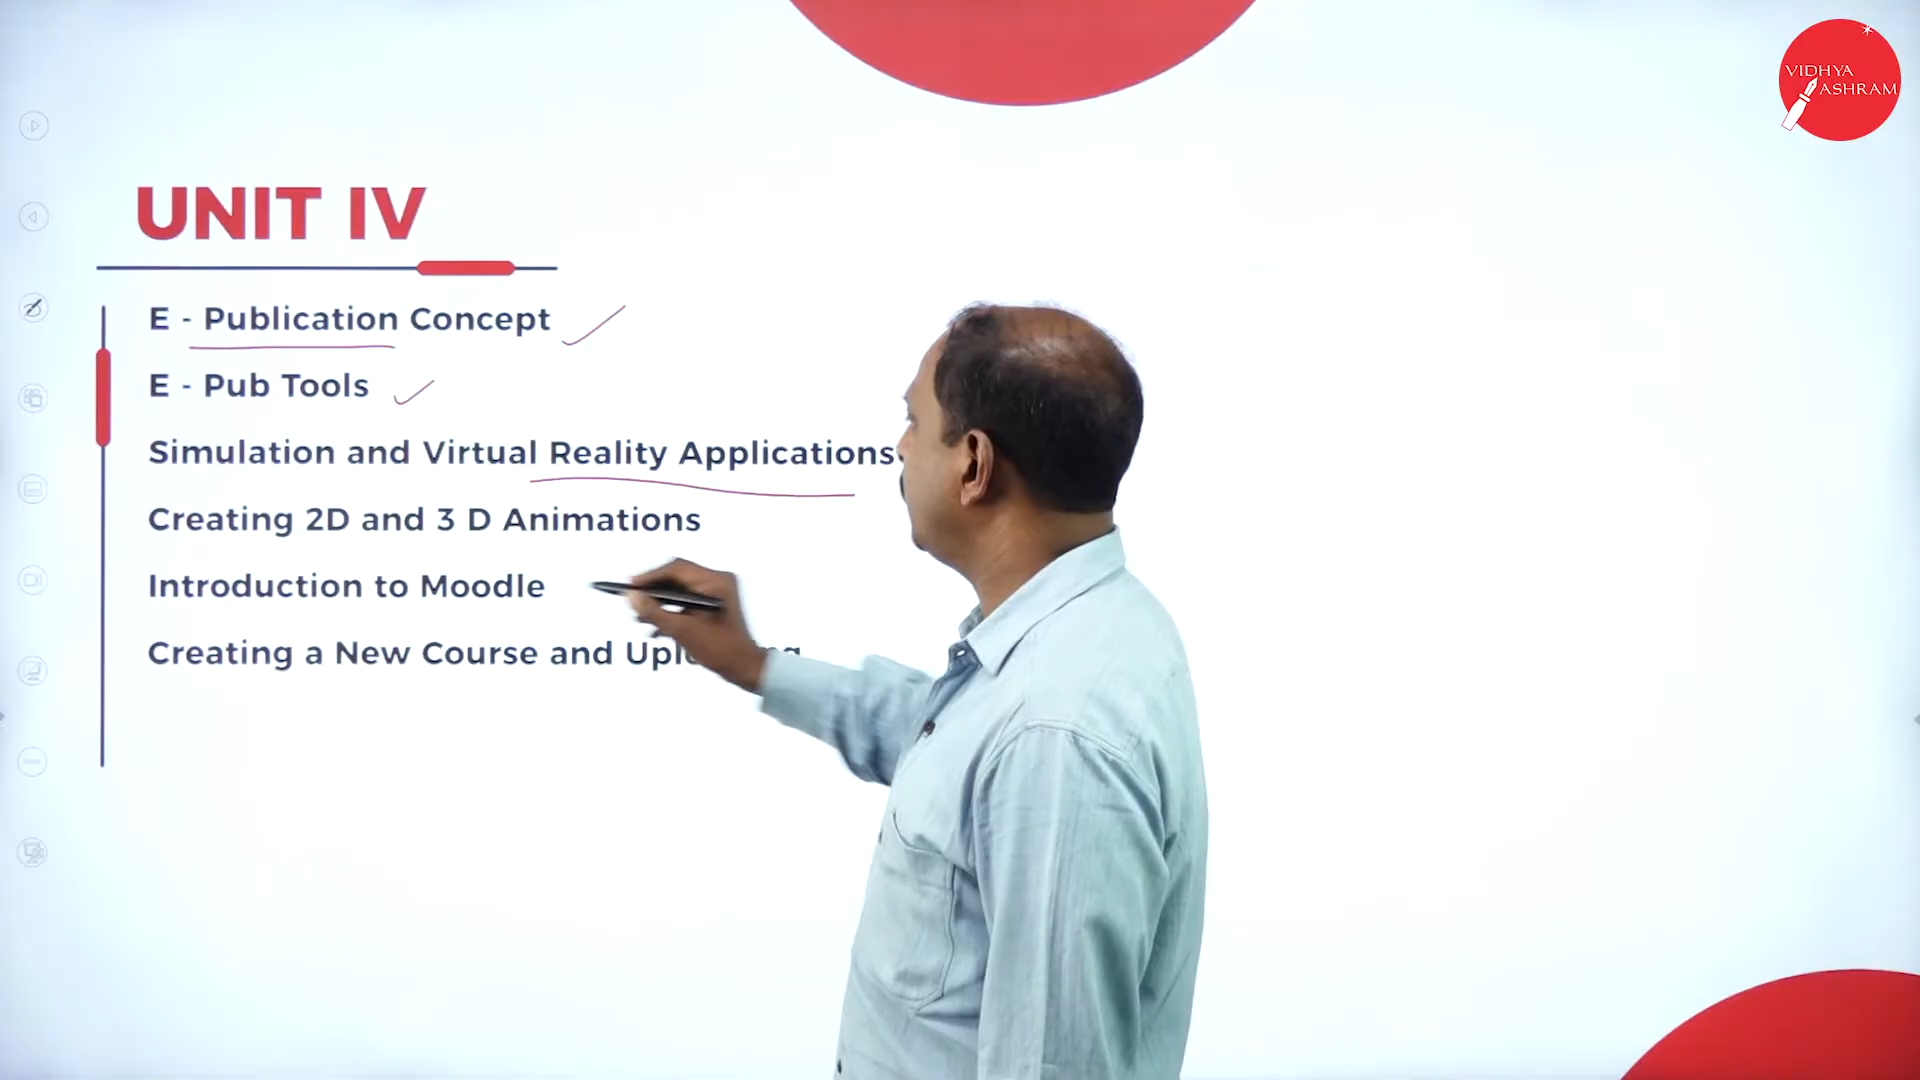 VIDHYA
ASHRAM
UNIT IV
E - Publication Concept
E - Pub Tools
Simulation and Virtual Reality Applications
Creating 2D and 3 D Animations
Introduction to Moodle
Creating a New Course and